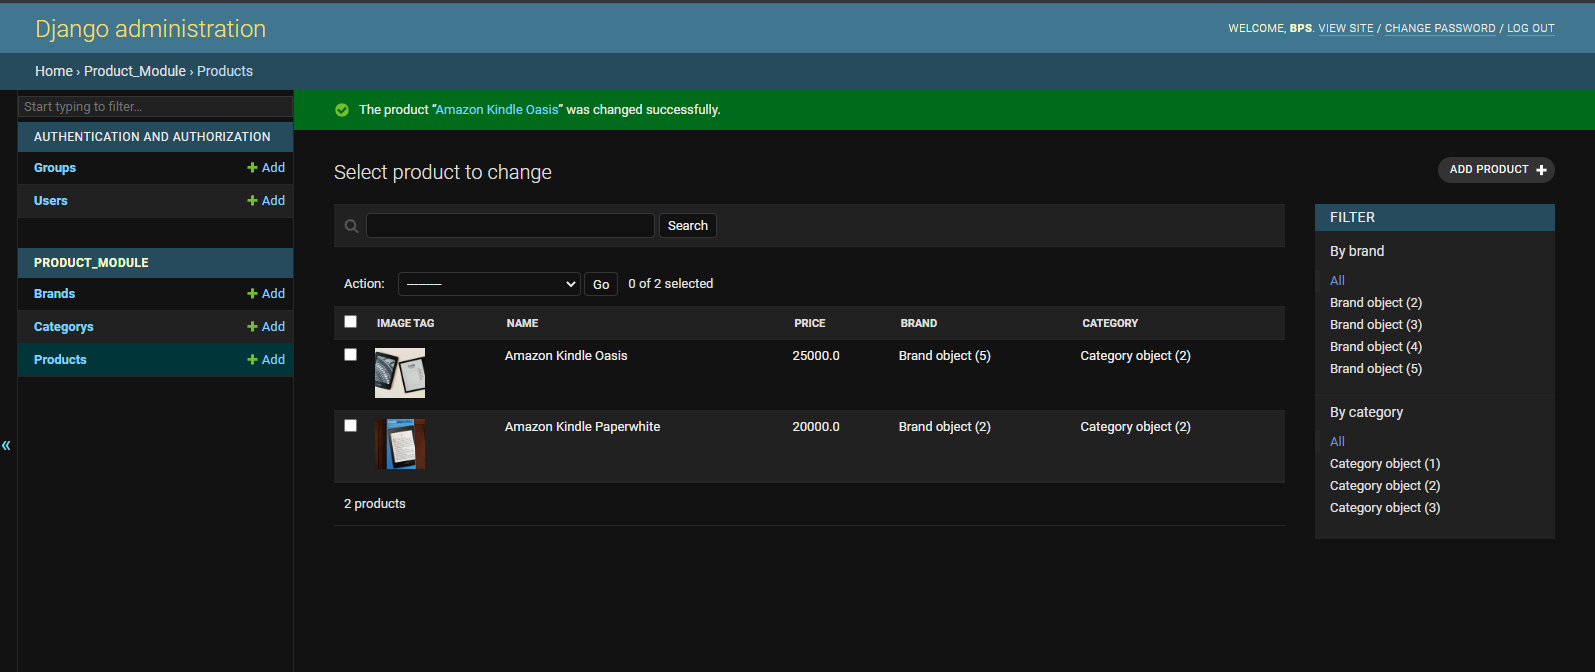 Django administration
WELCOME, BPS. VIEW SITE / CHANGE PASSWORD / LOG OUT
Home › Product_Module › Products
Start typing to filter...
AUTHENTICATION AND AUTHORIZATION
Groups + Add
Users + Add
PRODUCT_MODULE
Brands + Add
Categorys + Add
Products + Add
«
The product “Amazon Kindle Oasis” was changed successfully.
Select product to change
ADD PRODUCT +
Search
Action: --------- Go 0 of 2 selected
IMAGE TAG NAME PRICE BRAND CATEGORY
Amazon Kindle Oasis 25000.0 Brand object (5) Category object (2)
Amazon Kindle Paperwhite 20000.0 Brand object (2) Category object (2)
2 products
FILTER
By brand
All
Brand object (2)
Brand object (3)
Brand object (4)
Brand object (5)
By category
All
Category object (1)
Category object (2)
Category object (3)